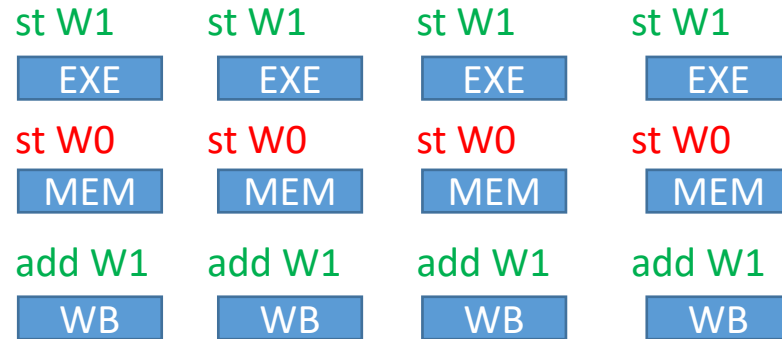 st W1 st W1 st W1 st W1
EXE EXE EXE EXE
st W0 st W0 st W0 st W0
MEM MEM MEM MEM
add W1 add W1 add W1 add W1
WB WB WB WB